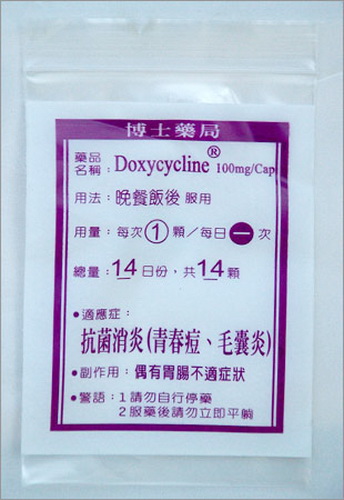 博士藥局
藥品名稱：Doxycycline® 100mg/Cap
用法：晚餐飯後 服用
用量：每次 1 顆／每日 一 次
總量：14日份，共14顆
•適應症：
抗菌消炎(青春痘、毛囊炎)
•副作用：偶有胃腸不適症狀
•警語：1請勿自行停藥
2服藥後請勿立即平躺